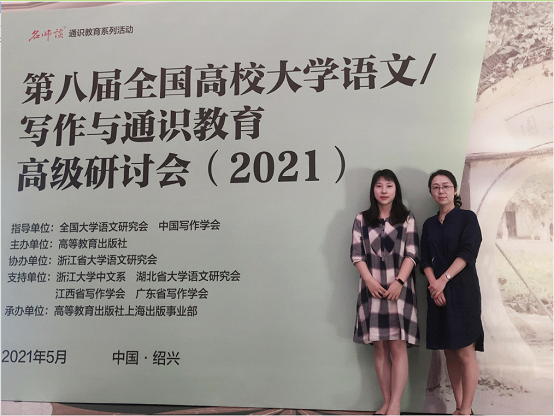 名师谈 通识教育系列活动
第八届全国高校大学语文/
写作与通识教育
高级研讨会（2021）
指导单位：全国大学语文研究会 中国写作学会
主办单位：高等教育出版社
协办单位：浙江省大学语文研究会
支持单位：浙江大学中文系 湖北省大学语文研究会
江西省写作学会 广东省写作学会
承办单位：高等教育出版社上海出版事业部
2021年5月 中国·绍兴